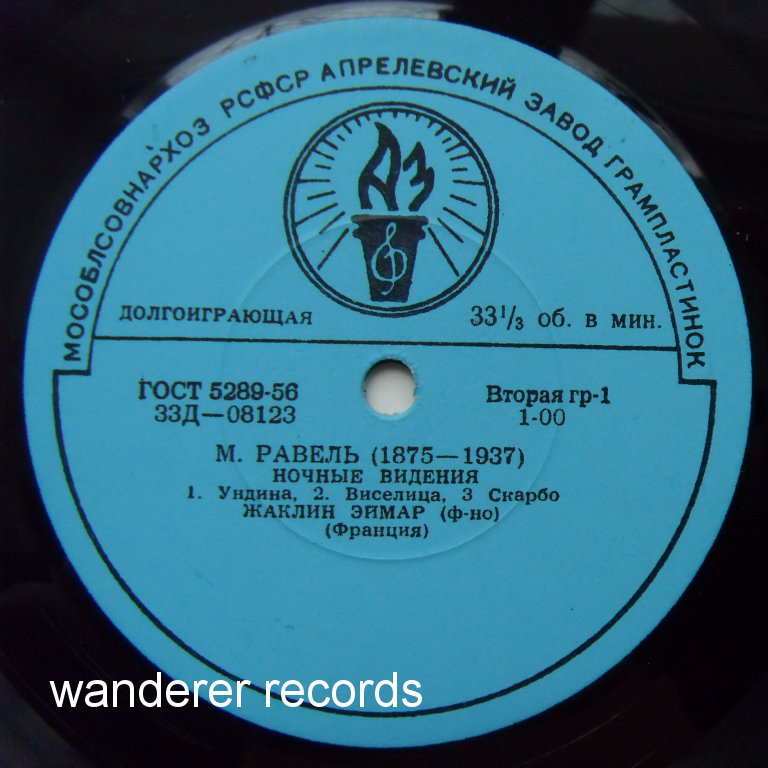 МОСОБЛСОВНАРХОЗ РСФСР АПРЕЛЕВСКИЙ ЗАВОД ГРАМПЛАСТИНОК
АЗ
ДОЛГОИГРАЮЩАЯ 33⅓ об. в мин.
ГОСТ 5289-56 Вторая гр-1
33Д—08123 1-00
М. РАВЕЛЬ (1875—1937)
НОЧНЫЕ ВИДЕНИЯ
1. Ундина, 2. Виселица, 3 Скарбо
ЖАКЛИН ЭЙМАР (ф-но)
(Франция)
wanderer records